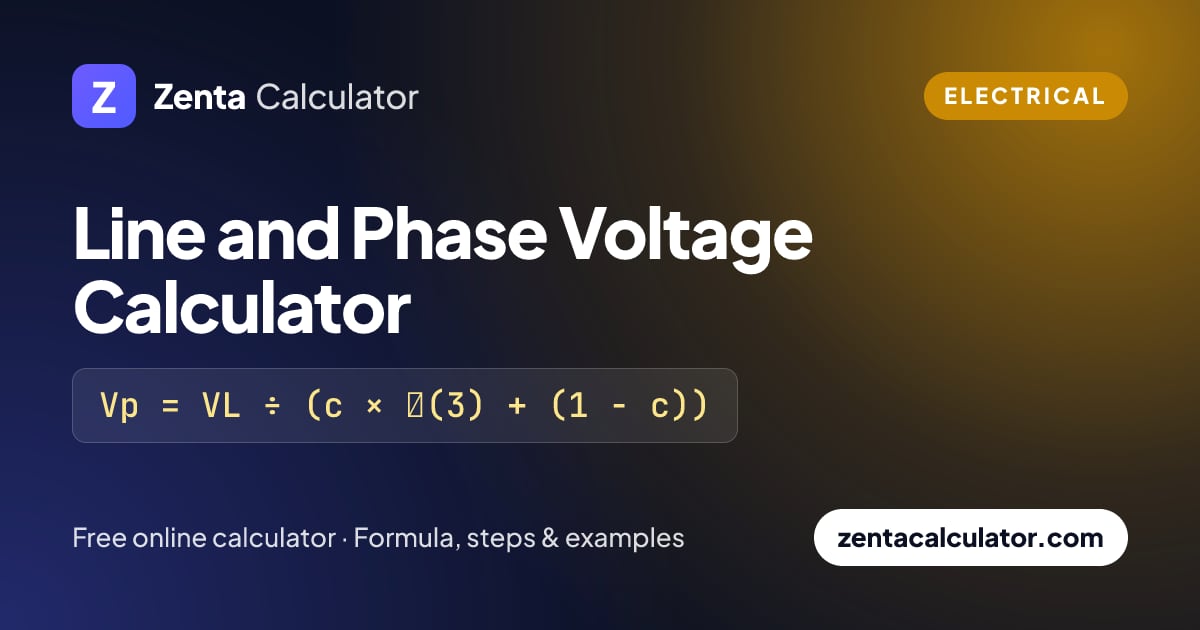 Z Zenta Calculator
ELECTRICAL
Line and Phase Voltage
Calculator
Vp = VL ÷ (c × (3) + (1 - c))
Free online calculator · Formula, steps & examples
zentacalculator.com